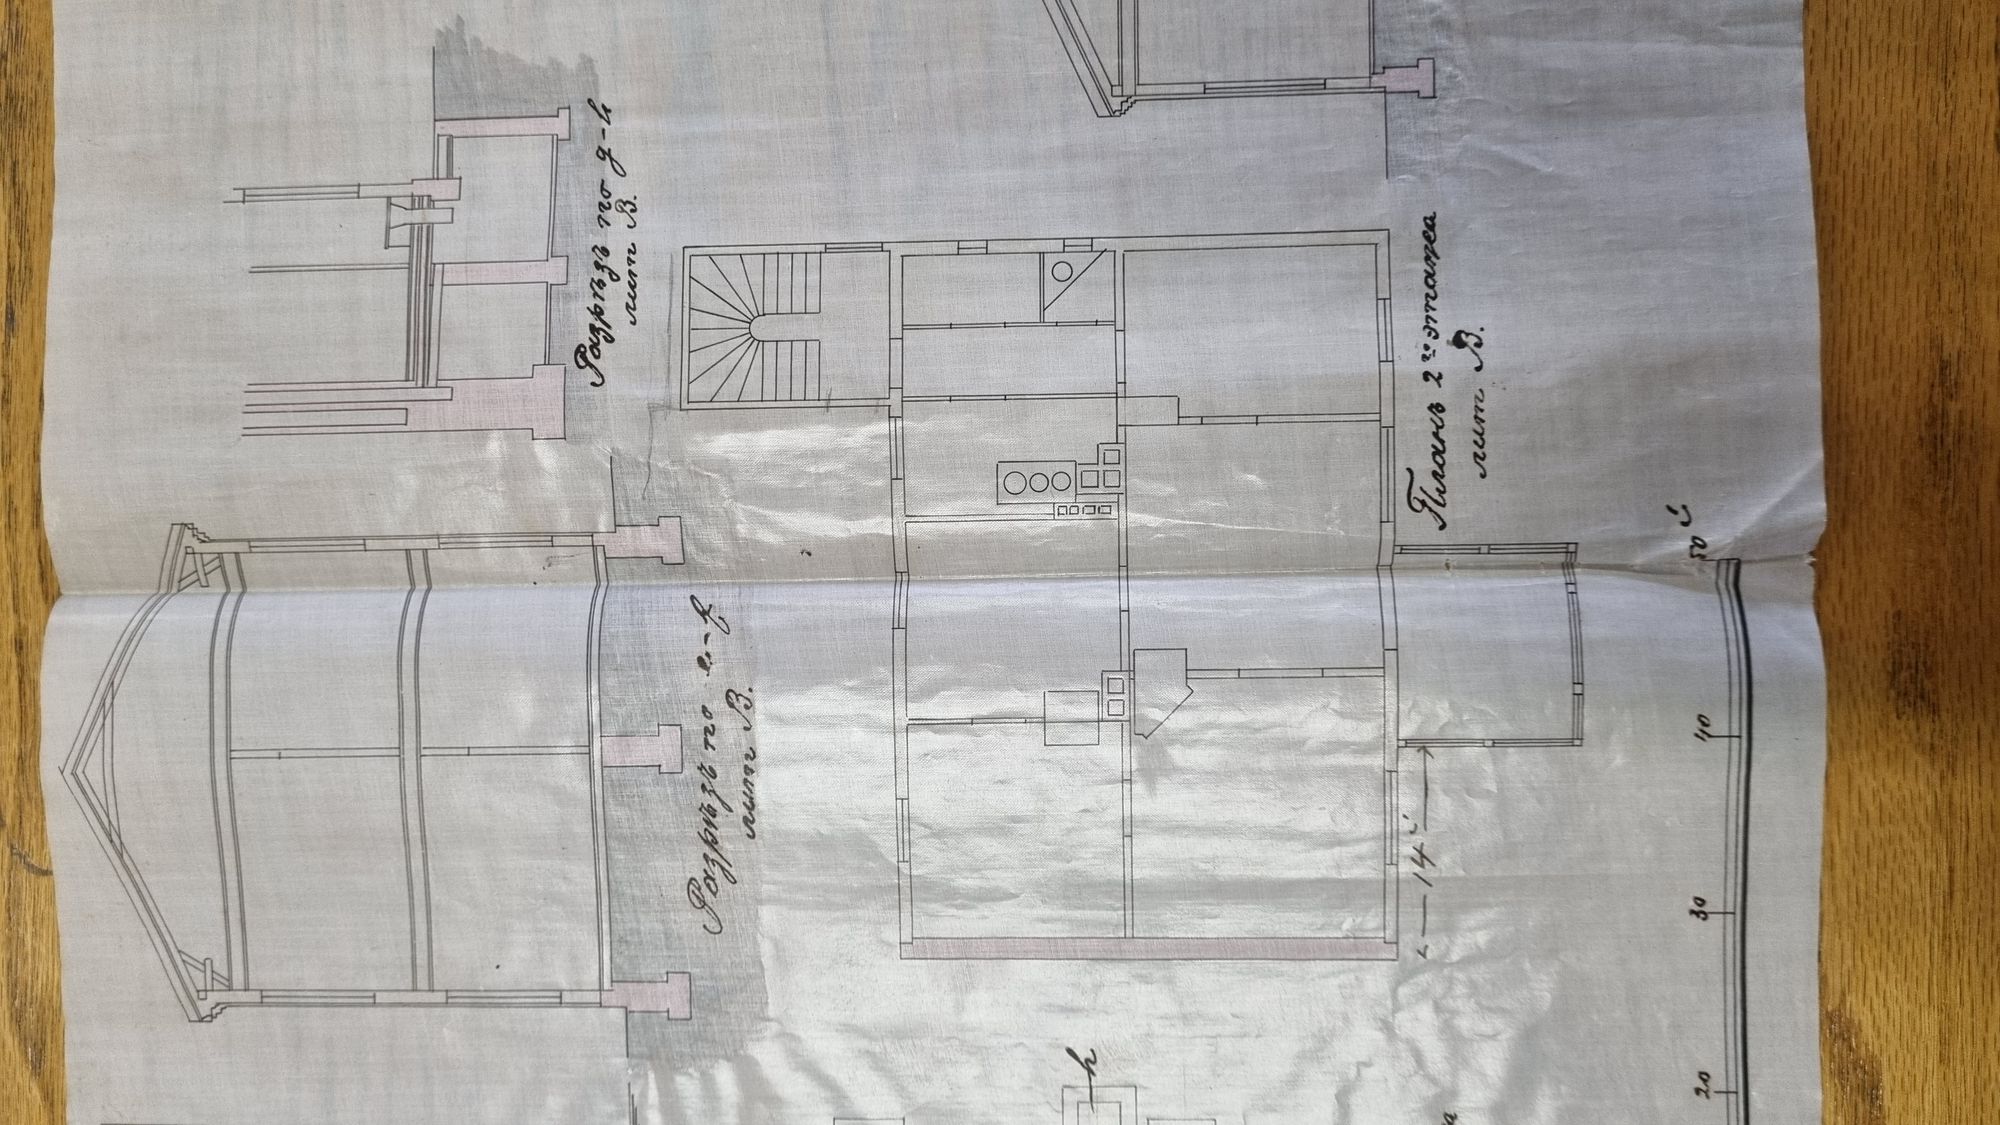 Разрѣзъ по g-h
лит В.
Разрѣзъ по e-f
лит В.
Планъ 2го этажа
лит В.
14
h
20
30
40
50